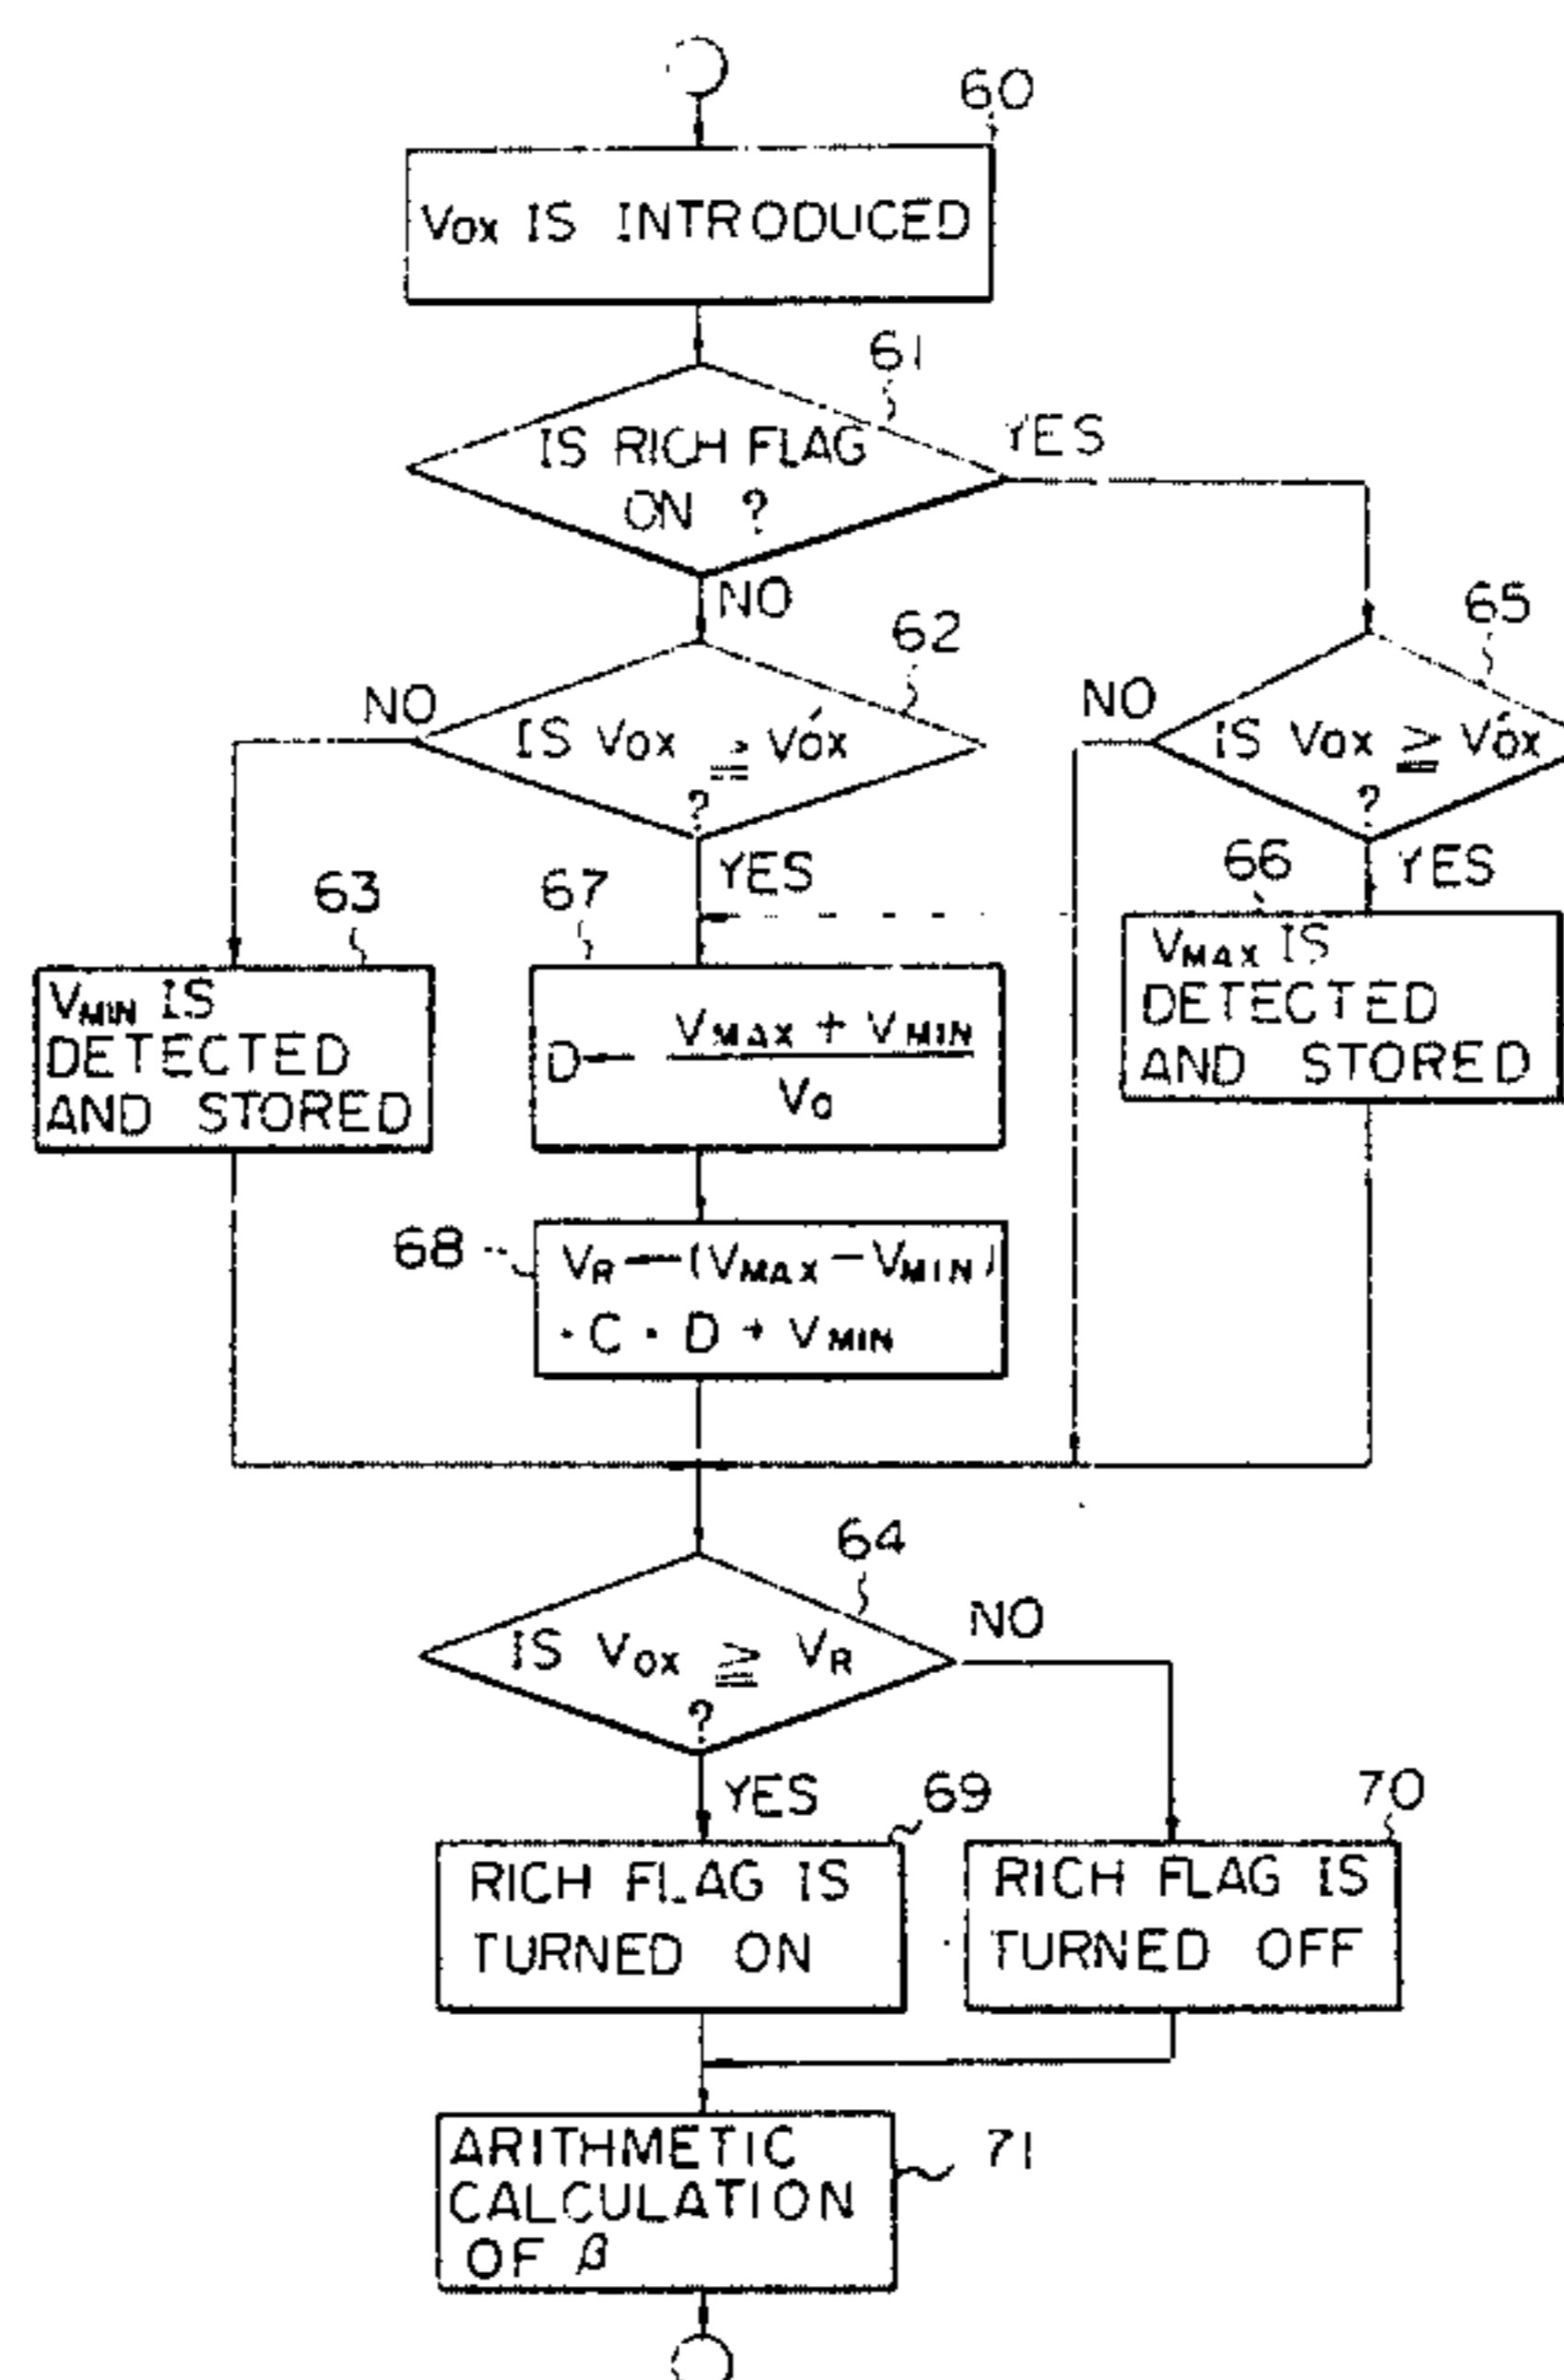 60
VOX IS INTRODUCED
61
IS RICH FLAG
ON ?
YES
NO
62
65
NO
IS VOX ≧ V'OX
?
NO
IS VOX ≧ V'OX
?
YES
YES
63
67
66
VMIN IS
DETECTED
AND STORED
D← VMAX + VMIN
V0
VMAX IS
DETECTED
AND STORED
68
VR←(VMAX – VMIN)
· C · D + VMIN
64
IS VOX ≧ VR
?
NO
YES
69
70
RICH FLAG IS
TURNED ON
RICH FLAG IS
TURNED OFF
ARITHMETIC
CALCULATION
OF β
71